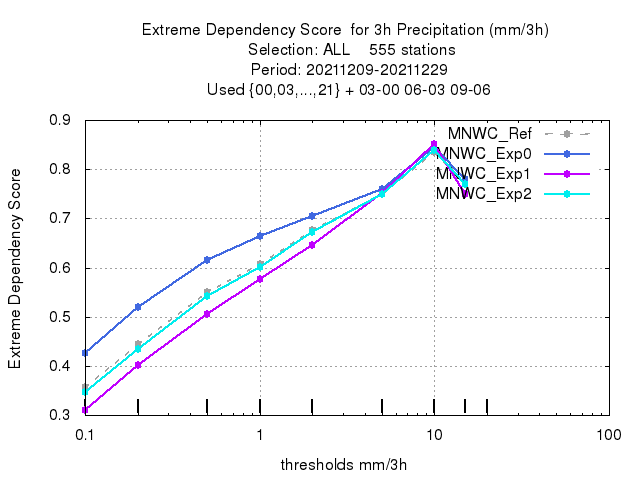 Extreme Dependency Score  for 3h Precipitation (mm/3h)
Selection: ALL    555 stations
Period: 20211209-20211229
Used {00,03,...,21} + 03-00 06-03 09-06
0.9
0.8
0.7
0.6
0.5
0.4
0.3
Extreme Dependency Score
MNWC_Ref
MNWC_Exp0
MNWC_Exp1
MNWC_Exp2
0.1
1
10
100
thresholds mm/3h